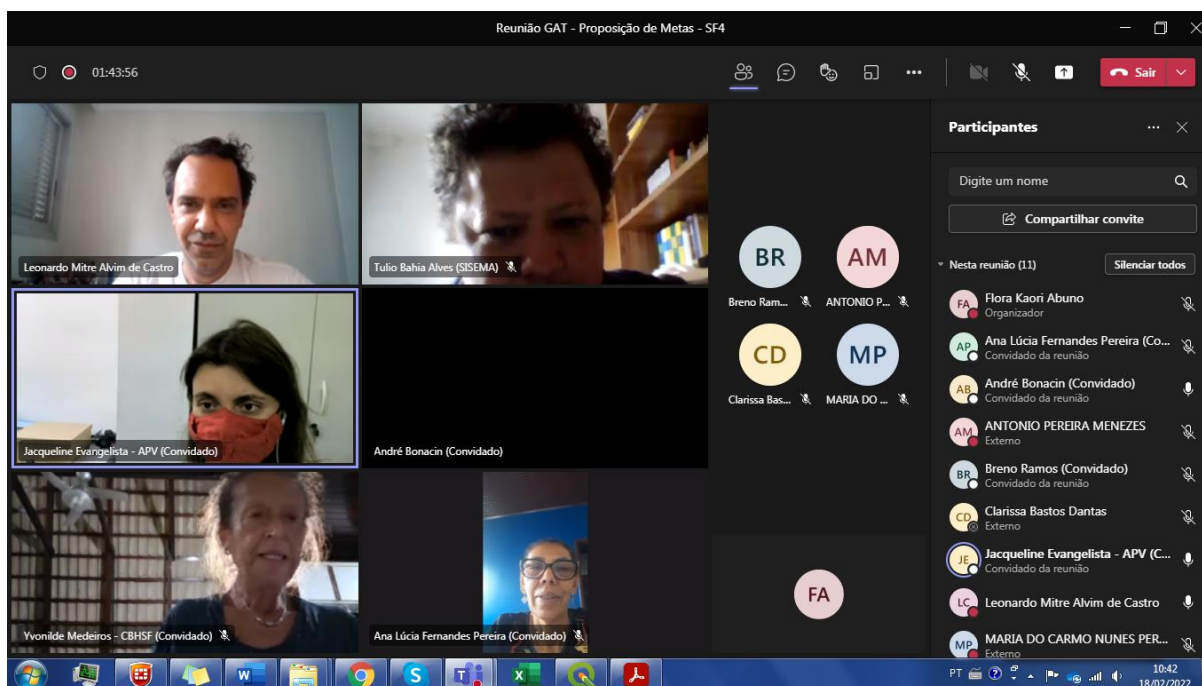 Reunião GAT - Proposição de Metas - SF4
01:43:56
Sair
Leonardo Mitre Alvim de Castro
Tulio Bahia Alves (SISEMA)
Jacqueline Evangelista - APV (Convidado)
André Bonacin (Convidado)
Yvonilde Medeiros - CBHSF (Convidado)
Ana Lúcia Fernandes Pereira (Convidado)
BR
AM
Breno Ram...
ANTONIO P...
CD
MP
Clarissa Bas...
MARIA DO ...
FA
Participantes
Digite um nome
Compartilhar convite
Nesta reunião (11)
Silenciar todos
FA
Flora Kaori Abuno
Organizador
AP
Ana Lúcia Fernandes Pereira (Co...
Convidado da reunião
AB
André Bonacin (Convidado)
Convidado da reunião
AM
ANTONIO PEREIRA MENEZES
Externo
BR
Breno Ramos (Convidado)
Convidado da reunião
CD
Clarissa Bastos Dantas
Externo
JE
Jacqueline Evangelista - APV (C...
Convidado da reunião
LC
Leonardo Mitre Alvim de Castro
MP
MARIA DO CARMO NUNES PER...
Externo
PT
10:42
18/02/2022